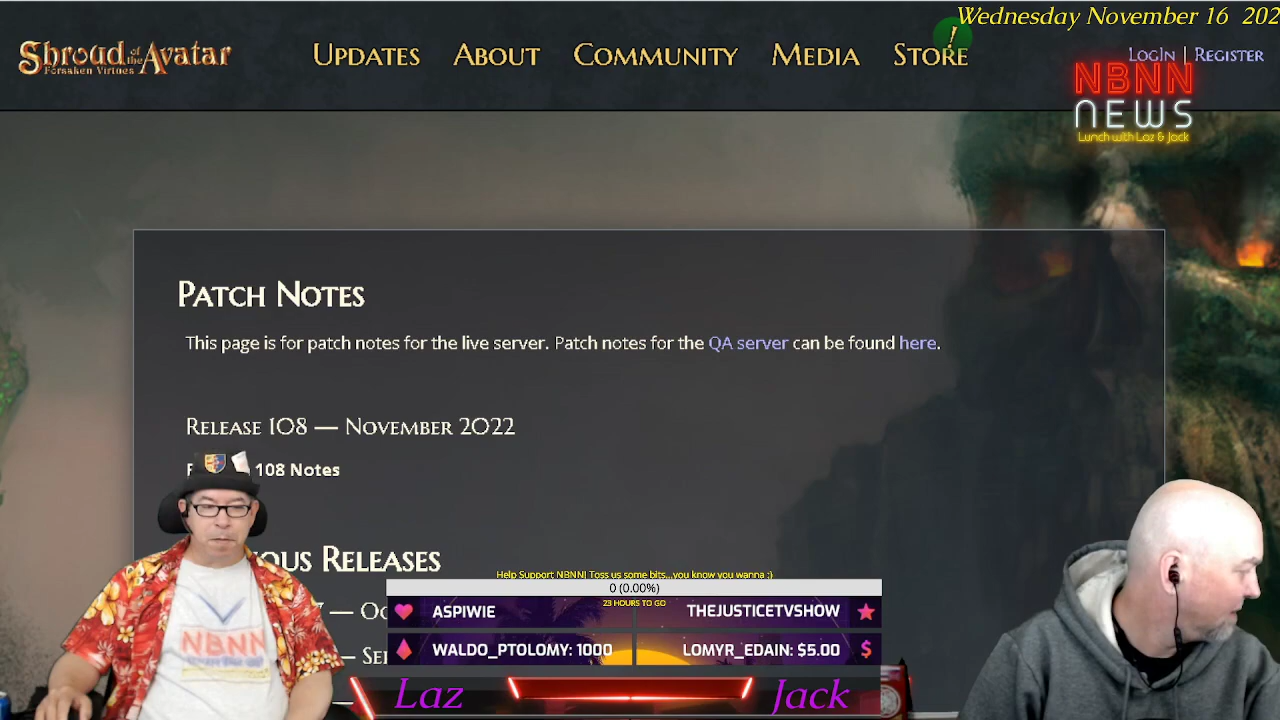 Wednesday November 16 202
Shroud of the Avatar
Forsaken Virtues
Updates About Community Media Store
!
LogIn | Register
NBNN
NEWS
Lunch with Laz & Jack
Patch Notes
This page is for patch notes for the live server. Patch notes for the QA server can be found here.
Release 108 — November 2022
108 Notes
ous Releases
— Oc
— Se
NBNN
Help Support NBNN! Toss us some bits...you know you wanna :)
0 (0.00%)
23 HOURS TO GO
ASPIWIE
THEJUSTICETVSHOW
WALDO_PTOLOMY: 1000
LOMYR_EDAIN: $5.00
$
Laz
Jack